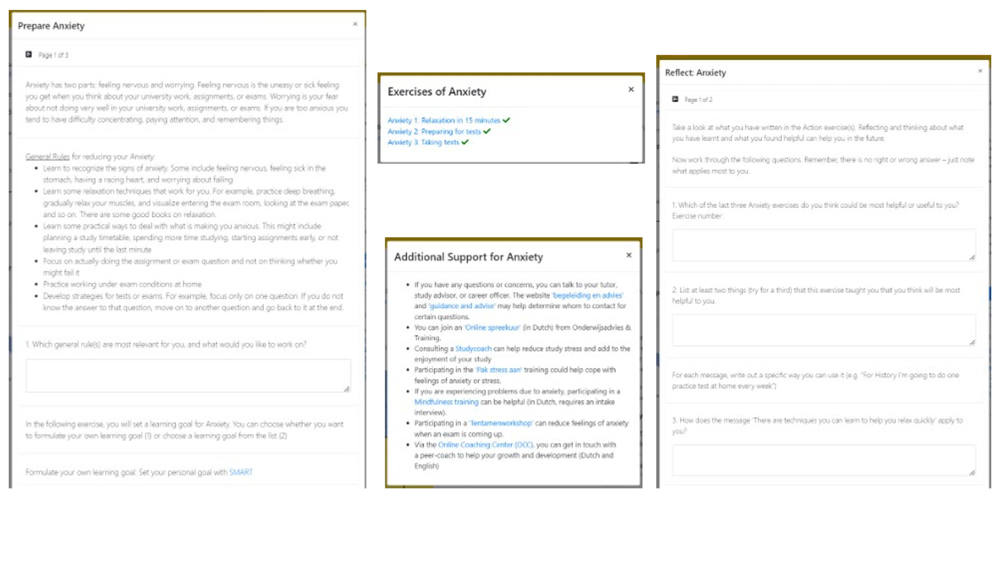 Prepare Anxiety
×
Page 1 of 3
Anxiety has two parts: feeling nervous and worrying. Feeling nervous is the uneasy or sick feeling
you get when you think about your university work, assignments, or exams. Worrying is your fear
about not doing very well in your university work, assignments, or exams. If you are too anxious you
tend to have difficulty concentrating, paying attention, and remembering things.
General Rules for reducing your Anxiety:
• Learn to recognize the signs of anxiety. Some include feeling nervous, feeling sick in the
stomach, having a racing heart, and worrying about failing
• Learn some relaxation techniques that work for you. For example, practice deep breathing,
gradually relax your muscles, and visualize entering the exam room, looking at the exam paper,
and so on. There are some good books on relaxation.
• Learn some practical ways to deal with what is making you anxious. This might include
planning a study timetable, spending more time studying, starting assignments early, or not
leaving study until the last minute
• Focus on actually doing the assignment or exam question and not on thinking whether you
might fail it
• Practice working under exam conditions at home
• Develop strategies for tests or exams. For example, focus only on one question. If you do not
know the answer to that question, move on to another question and go back to it at the end.
1. Which general rule(s) are most relevant for you, and what would you like to work on?
In the following exercise, you will set a learning goal for Anxiety. You can choose whether you want
to formulate your own learning goal (1) or choose a learning goal from the list (2)
Formulate your own learning goal: Set your personal goal with SMART
Exercises of Anxiety
×
Anxiety 1: Relaxation in 15 minutes ✔
Anxiety 2: Preparing for tests ✔
Anxiety 3: Taking tests ✔
Additional Support for Anxiety
×
• If you have any questions or concerns, you can talk to your tutor,
study advisor, or career officer. The website 'begeleiding en advies'
and 'guidance and advise' may help determine whom to contact for
certain questions.
• You can join an 'Online spreekuur' (in Dutch) from Onderwijsadvies &
Training.
• Consulting a Studycoach can help reduce study stress and add to the
enjoyment of your study
• Participating in the 'Pak stress aan' training could help cope with
feelings of anxiety or stress.
• If you are experiencing problems due to anxiety, participating in a
Mindfulness training can be helpful (in Dutch, requires an intake
interview).
• Participating in a 'Tentamenworkshop' can reduce feelings of anxiety
when an exam is coming up.
• Via the Online Coaching Center (OCC), you can get in touch with
a peer-coach to help your growth and development (Dutch and
English)
Reflect: Anxiety
×
Page 1 of 2
Take a look at what you have written in the Action exercise(s). Reflecting and thinking about what
you have learnt and what you found helpful can help you in the future.
Now work through the following questions. Remember, there is no right or wrong answer – just note
what applies most to you.
1. Which of the last three Anxiety exercises do you think could be most helpful or useful to you?
Exercise number:
2. List at least two things (try for a third) that this exercise taught you that you think will be most
helpful to you.
For each message, write out a specific way you can use it (e.g. "For History I'm going to do one
practice test at home every week")
3. How does the message 'There are techniques you can learn to help you relax quickly' apply to
you?